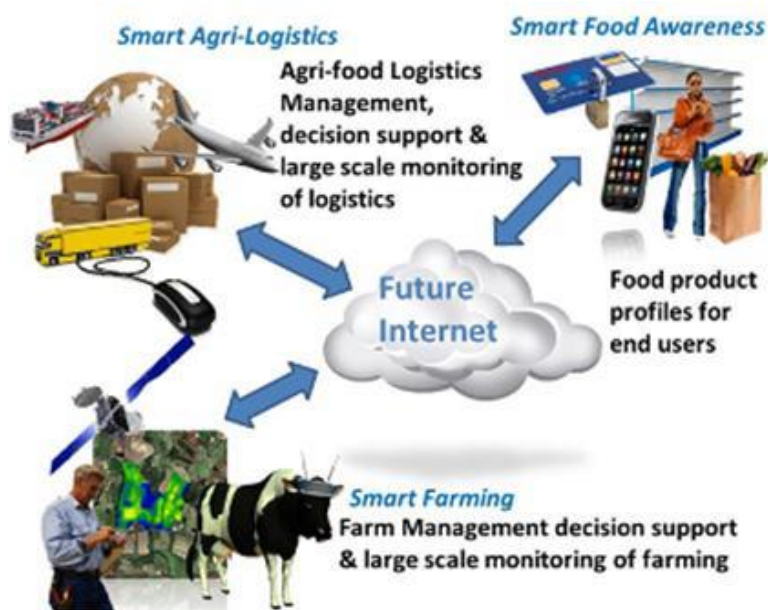 Smart Agri-Logistics
Agri-food Logistics
Management,
decision support &
large scale monitoring
of logistics
Smart Food Awareness
Food product
profiles for
end users
Future
Internet
Smart Farming
Farm Management decision support
& large scale monitoring of farming